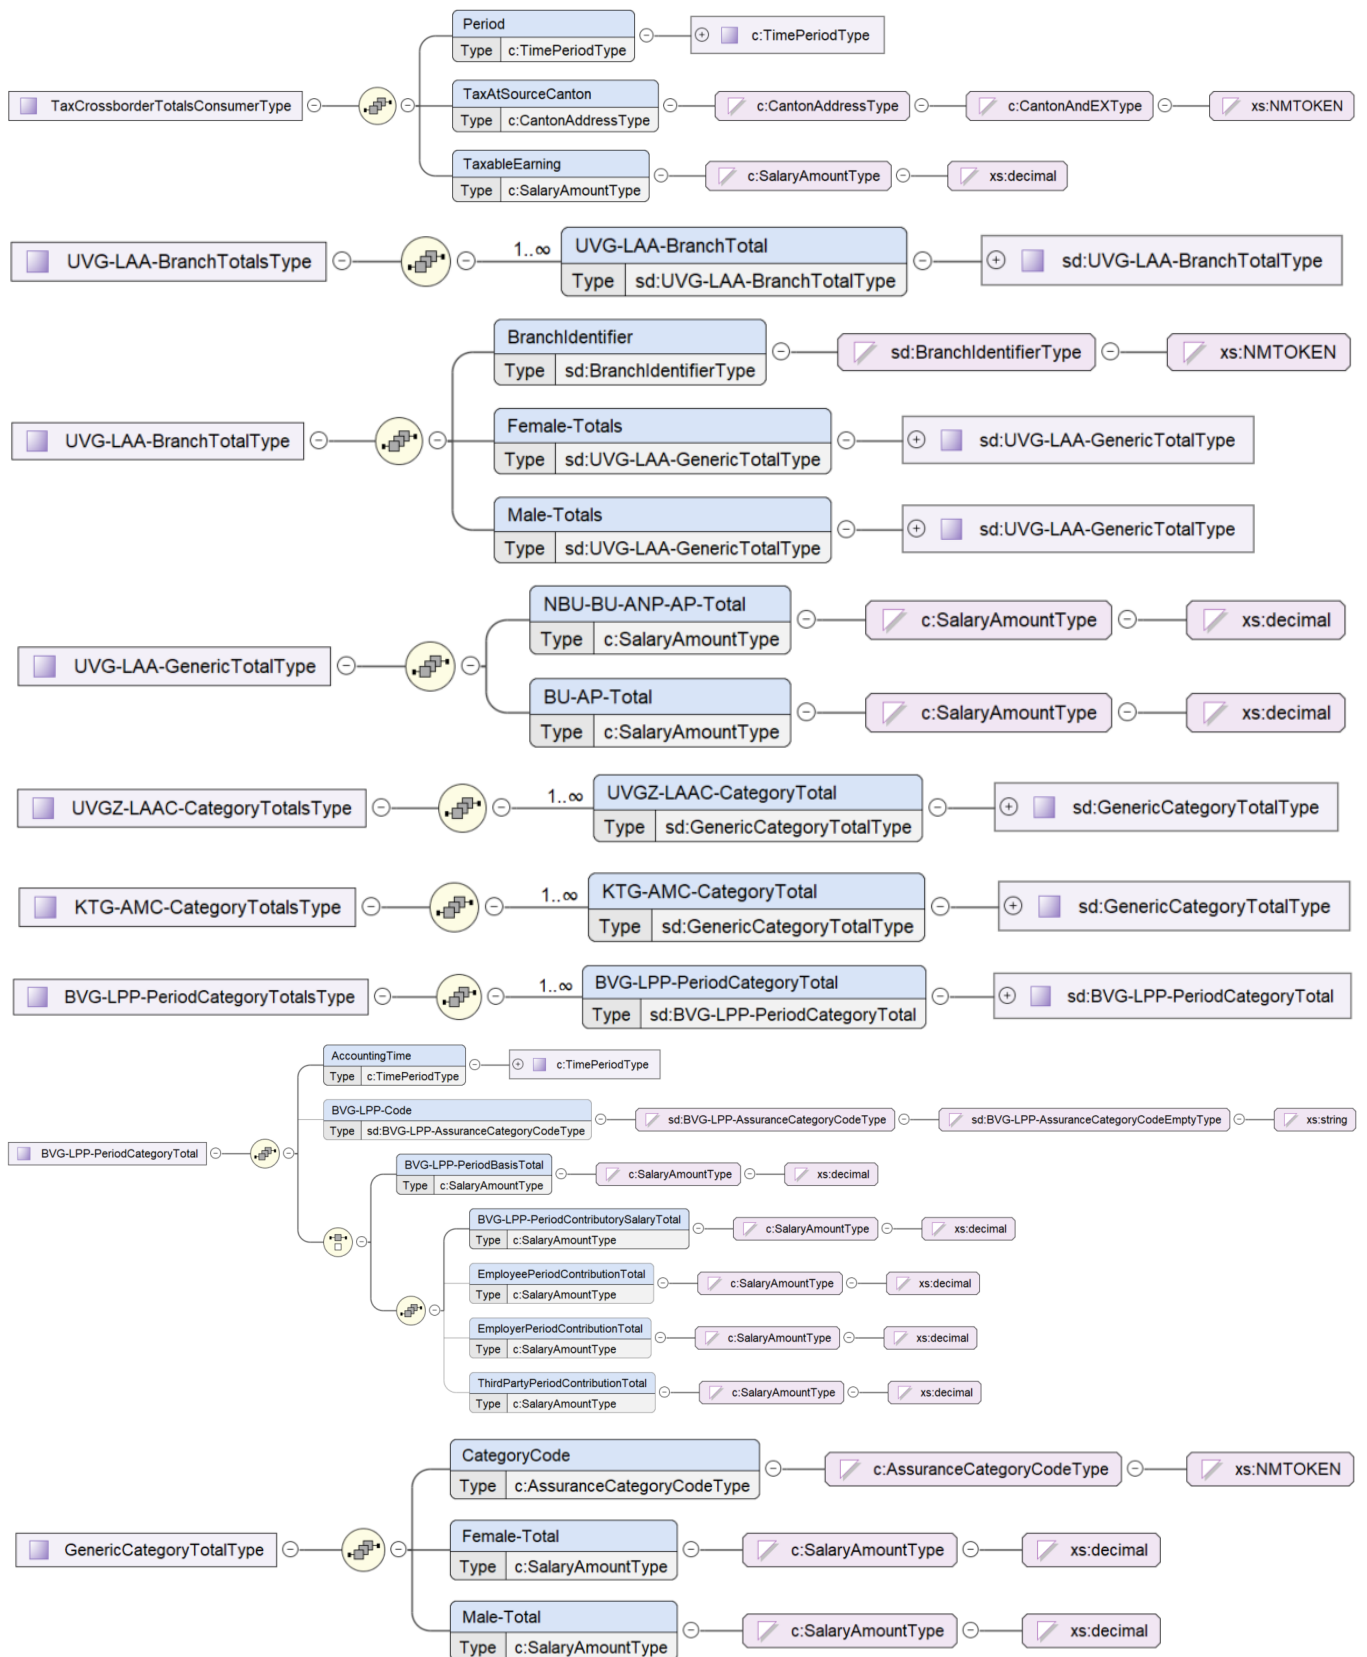 Period
Type c:TimePeriodType
c:TimePeriodType
TaxCrossborderTotalsConsumerType
TaxAtSourceCanton
Type c:CantonAddressType
c:CantonAddressType
c:CantonAndEXType
xs:NMTOKEN
TaxableEarning
Type c:SalaryAmountType
c:SalaryAmountType
xs:decimal
UVG-LAA-BranchTotalsType
1..∞
UVG-LAA-BranchTotal
Type sd:UVG-LAA-BranchTotalType
sd:UVG-LAA-BranchTotalType
BranchIdentifier
Type sd:BranchIdentifierType
sd:BranchIdentifierType
xs:NMTOKEN
UVG-LAA-BranchTotalType
Female-Totals
Type sd:UVG-LAA-GenericTotalType
sd:UVG-LAA-GenericTotalType
Male-Totals
Type sd:UVG-LAA-GenericTotalType
sd:UVG-LAA-GenericTotalType
UVG-LAA-GenericTotalType
NBU-BU-ANP-AP-Total
Type c:SalaryAmountType
c:SalaryAmountType
xs:decimal
BU-AP-Total
Type c:SalaryAmountType
c:SalaryAmountType
xs:decimal
UVGZ-LAAC-CategoryTotalsType
1..∞
UVGZ-LAAC-CategoryTotal
Type sd:GenericCategoryTotalType
sd:GenericCategoryTotalType
KTG-AMC-CategoryTotalsType
1..∞
KTG-AMC-CategoryTotal
Type sd:GenericCategoryTotalType
sd:GenericCategoryTotalType
BVG-LPP-PeriodCategoryTotalsType
1..∞
BVG-LPP-PeriodCategoryTotal
Type sd:BVG-LPP-PeriodCategoryTotal
sd:BVG-LPP-PeriodCategoryTotal
AccountingTime
Type c:TimePeriodType
c:TimePeriodType
BVG-LPP-Code
Type sd:BVG-LPP-AssuranceCategoryCodeType
sd:BVG-LPP-AssuranceCategoryCodeType
sd:BVG-LPP-AssuranceCategoryCodeEmptyType
xs:string
BVG-LPP-PeriodCategoryTotal
BVG-LPP-PeriodBasisTotal
Type c:SalaryAmountType
c:SalaryAmountType
xs:decimal
BVG-LPP-PeriodContributorySalaryTotal
Type c:SalaryAmountType
c:SalaryAmountType
xs:decimal
EmployeePeriodContributionTotal
Type c:SalaryAmountType
c:SalaryAmountType
xs:decimal
EmployerPeriodContributionTotal
Type c:SalaryAmountType
c:SalaryAmountType
xs:decimal
ThirdPartyPeriodContributionTotal
Type c:SalaryAmountType
c:SalaryAmountType
xs:decimal
CategoryCode
Type c:AssuranceCategoryCodeType
c:AssuranceCategoryCodeType
xs:NMTOKEN
GenericCategoryTotalType
Female-Total
Type c:SalaryAmountType
c:SalaryAmountType
xs:decimal
Male-Total
Type c:SalaryAmountType
c:SalaryAmountType
xs:decimal